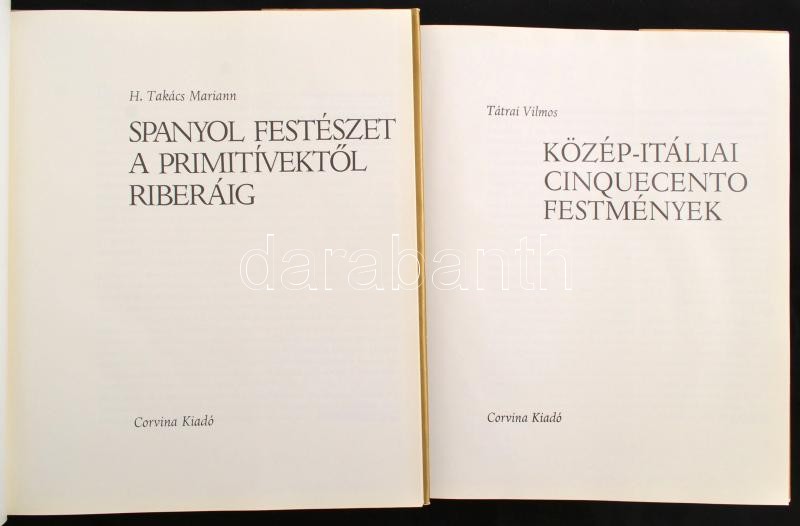 H. Takács Mariann
SPANYOL FESTÉSZET
A PRIMITÍVEKTŐL
RIBERÁIG
Corvina Kiadó
Tátrai Vilmos
KÖZÉP-ITÁLIAI
CINQUECENTO
FESTMÉNYEK
Corvina Kiadó
darabanth